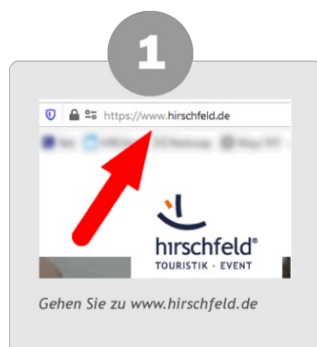 1
https://www.hirschfeld.de
hirschfeld®
TOURISTIK · EVENT
Gehen Sie zu www.hirschfeld.de